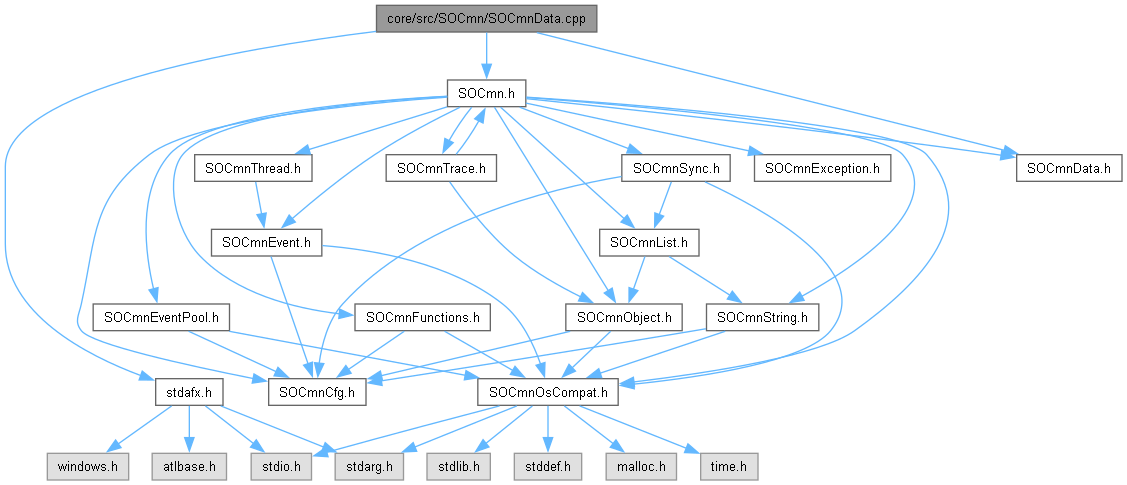 core/src/SOCmn/SOCmnData.cpp
SOCmn.h
SOCmnThread.h
SOCmnTrace.h
SOCmnSync.h
SOCmnException.h
SOCmnData.h
SOCmnEvent.h
SOCmnList.h
SOCmnEventPool.h
SOCmnFunctions.h
SOCmnObject.h
SOCmnString.h
stdafx.h
SOCmnCfg.h
SOCmnOsCompat.h
windows.h
atlbase.h
stdio.h
stdarg.h
stdlib.h
stddef.h
malloc.h
time.h